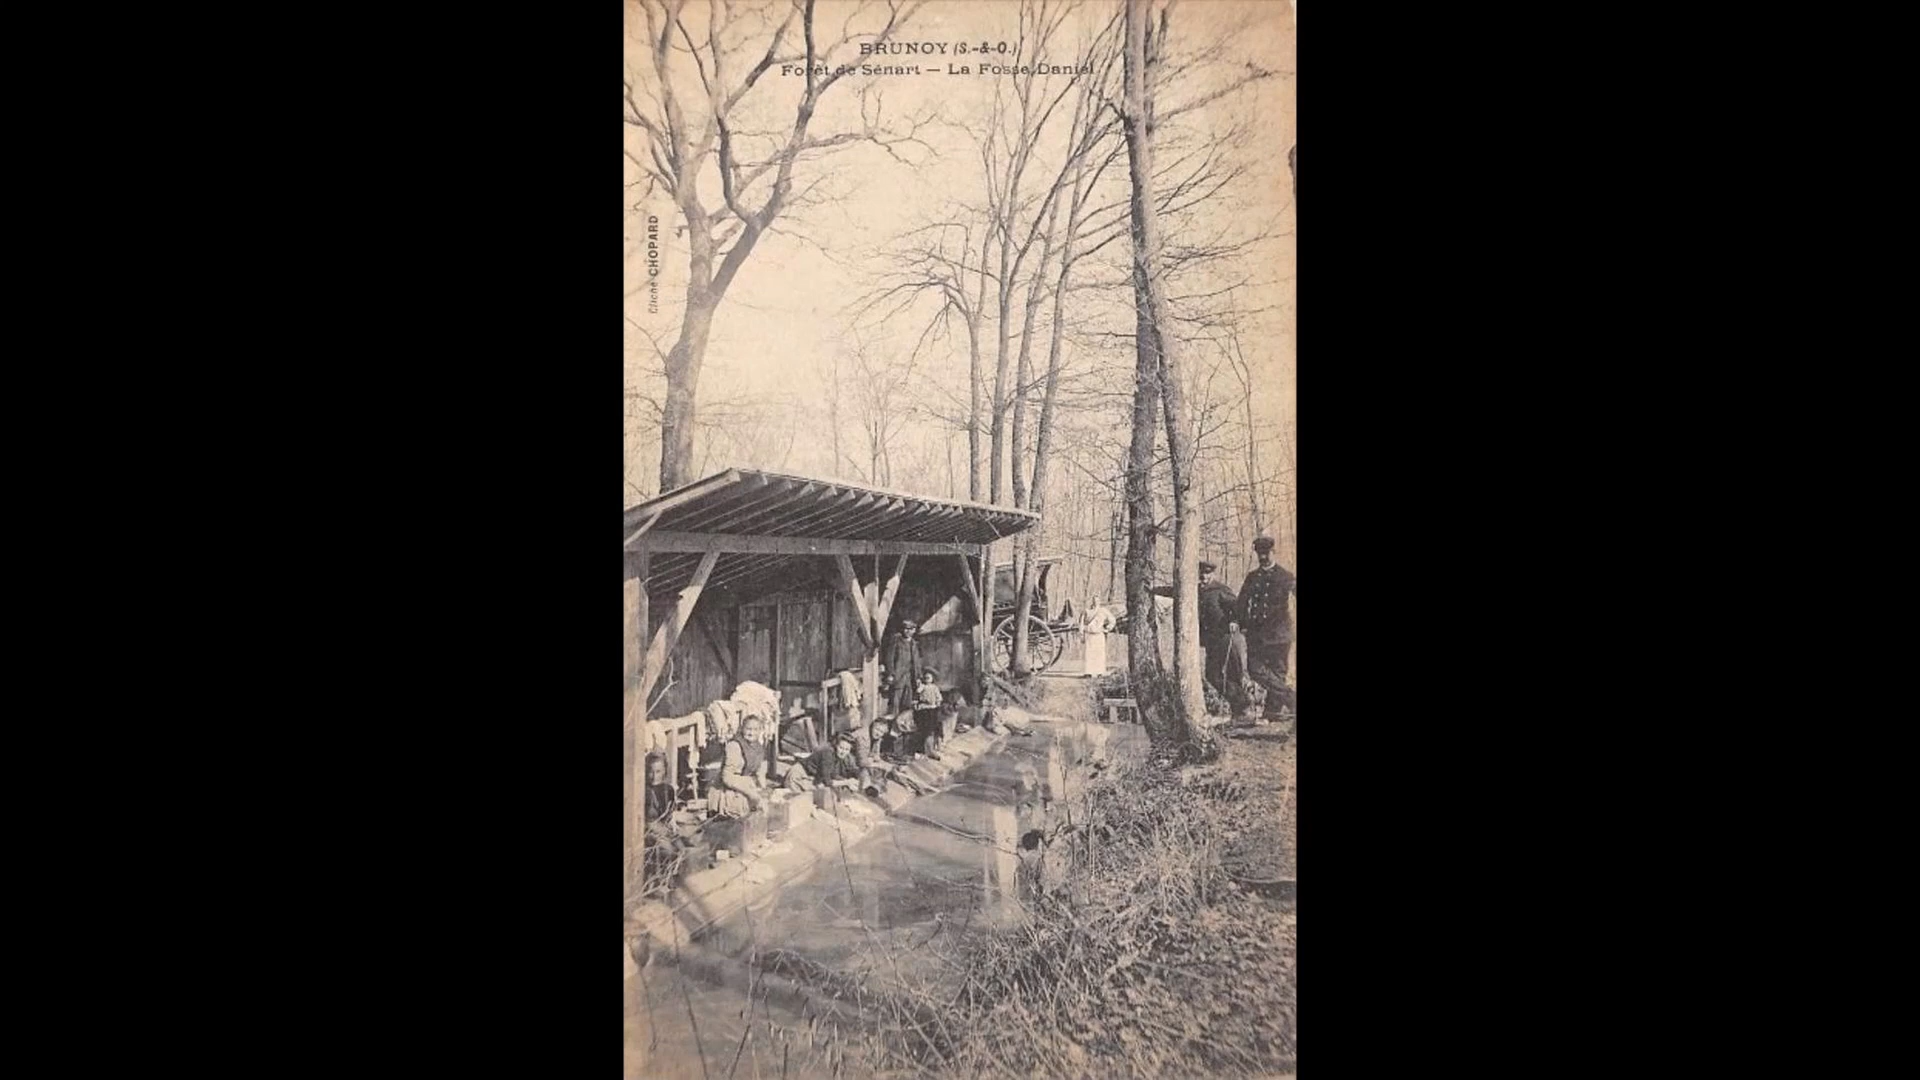 BRUNOY (S.-&-O.)
Forêt de Sénart — La Fosse Daniel
Cliché CHOPARD